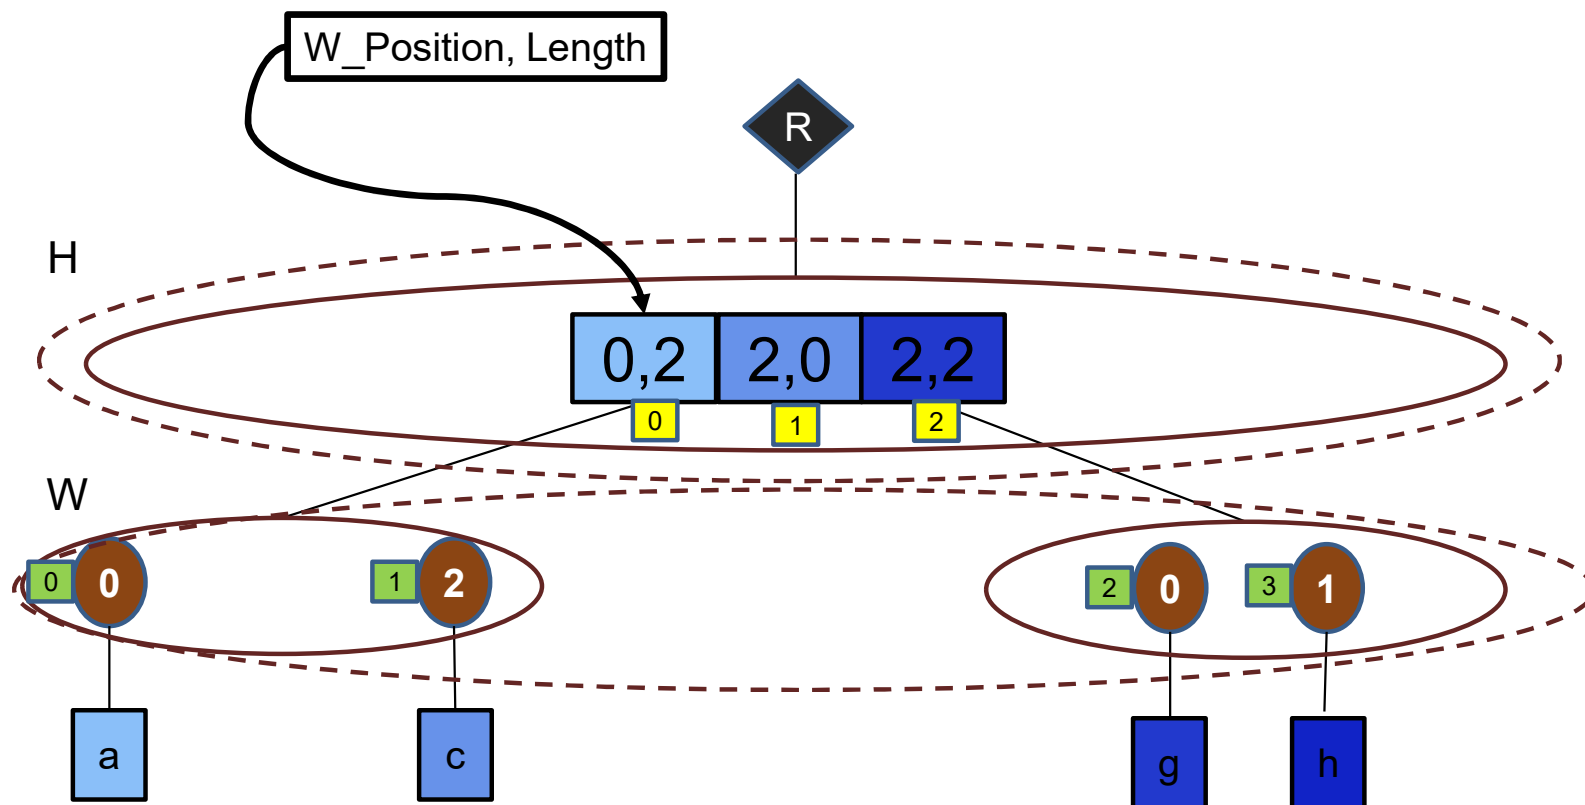 W_Position, Length
R
H
0,2 2,0 2,2
0 1 2
W
0 0 1 2 2 0 3 1
a c g h